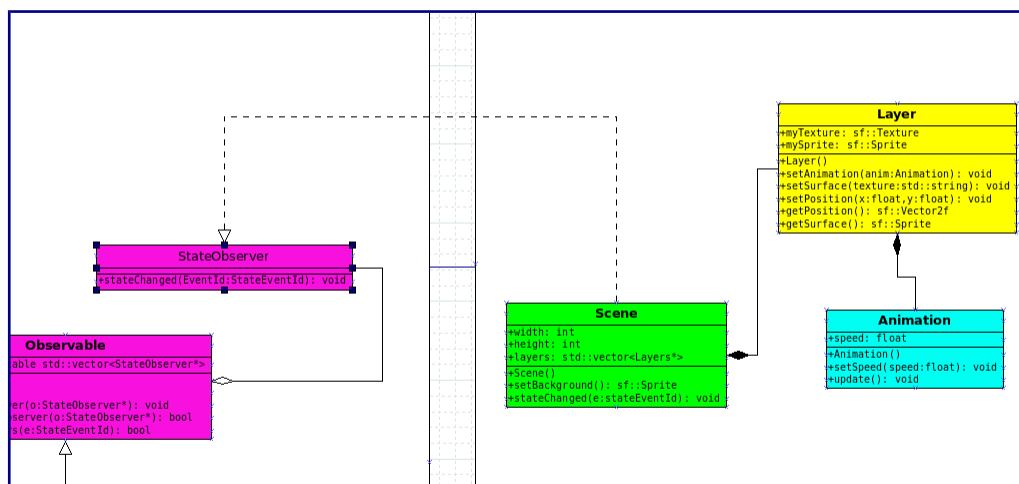 StateObserver
+stateChanged(EventId:StateEventId): void
Observable
able std::vector<StateObserver*>
ver(o:StateObserver*): void
bserver(o:StateObserver*): bool
rs(e:StateEventId): bool
Scene
+width: int
+height: int
+layers: std::vector<Layers*>
+Scene()
+setBackground(): sf::Sprite
+stateChanged(e:stateEventId): void
Layer
+myTexture: sf::Texture
+mySprite: sf::Sprite
+Layer()
+setAnimation(anim:Animation): void
+setSurface(texture:std::string): void
+setPosition(x:float,y:float): void
+getPosition(): sf::Vector2f
+getSurface(): sf::Sprite
Animation
+speed: float
+Animation()
+setSpeed(speed:float): void
+update(): void